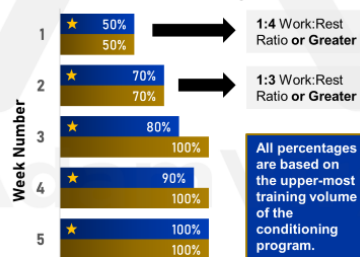 Week Number
1
50%
50%
1:4 Work:Rest
Ratio or Greater
2
70%
70%
1:3 Work:Rest
Ratio or Greater
3
80%
100%
4
90%
100%
5
100%
100%
All percentages
are based on
the upper-most
training volume
of the
conditioning
program.